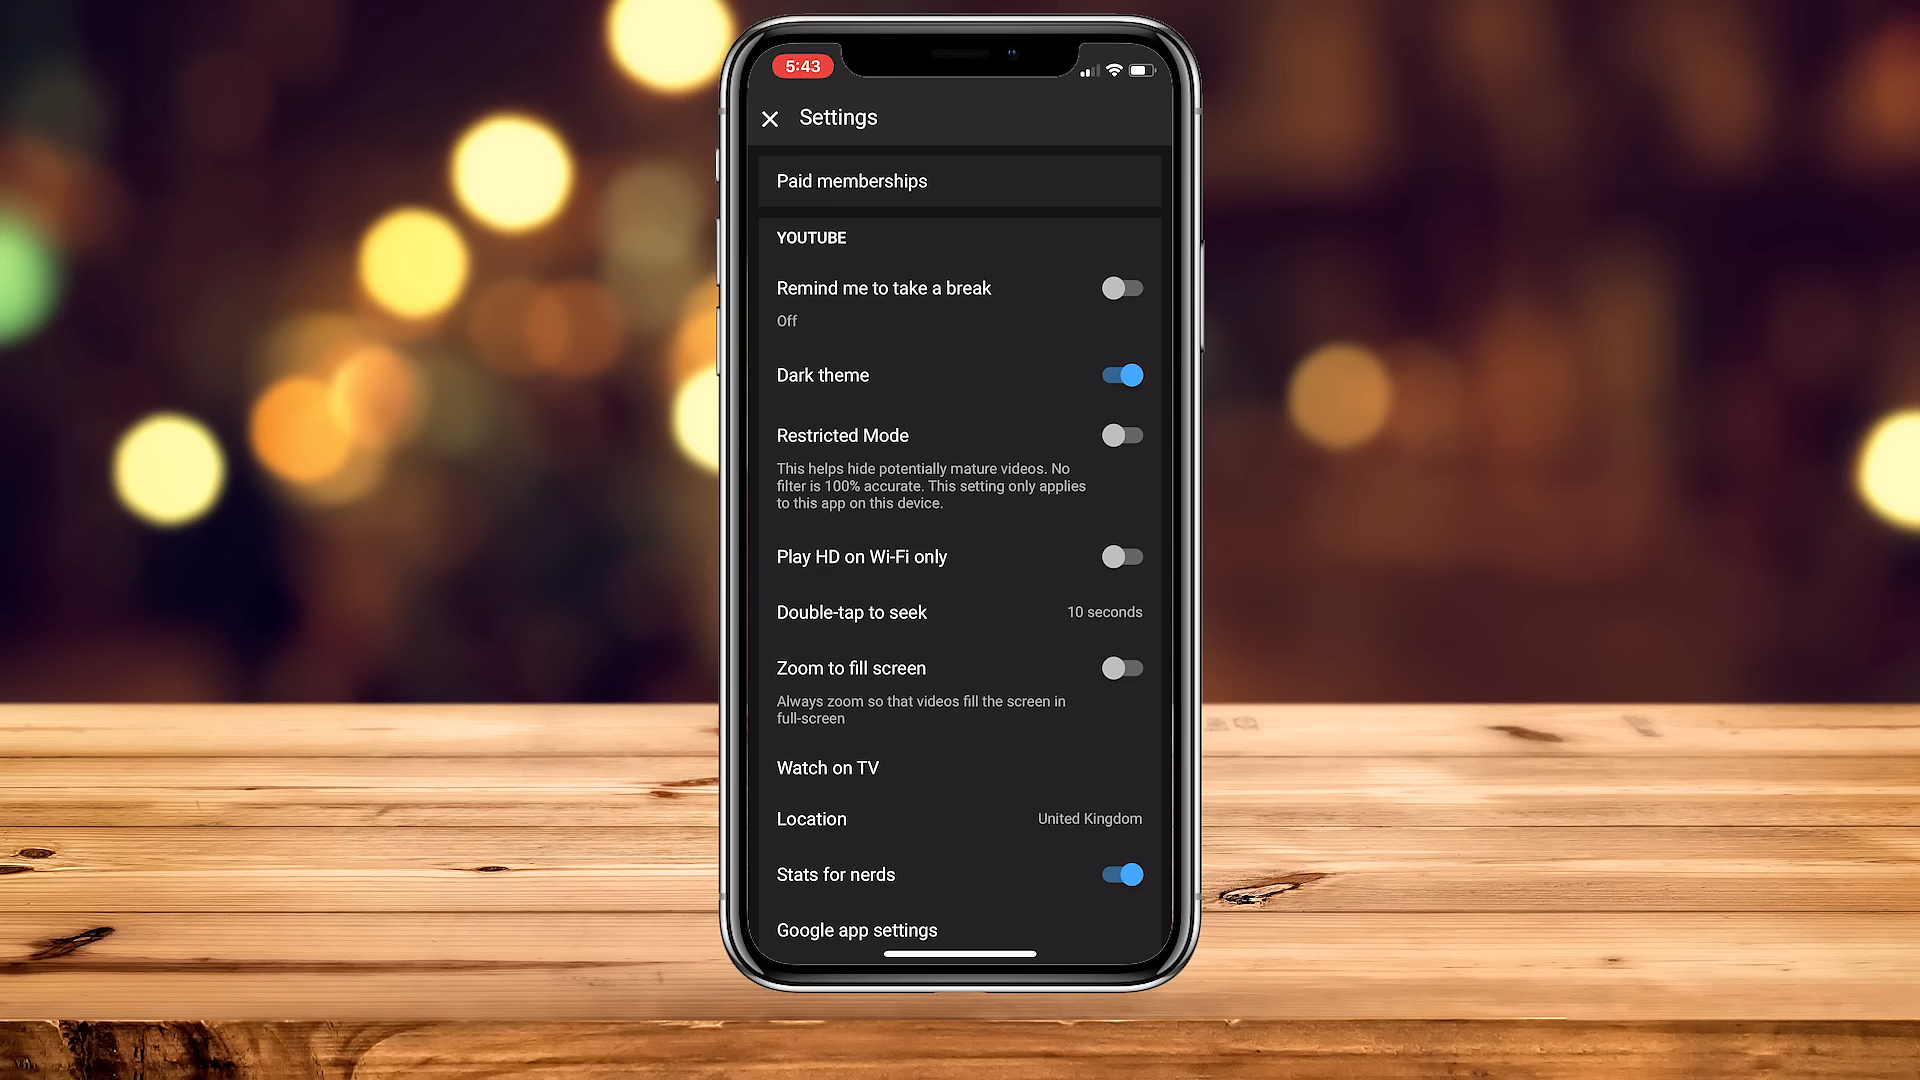 5:43
Settings
Paid memberships
YOUTUBE
Remind me to take a break
Off
Dark theme
Restricted Mode
This helps hide potentially mature videos. No
filter is 100% accurate. This setting only applies
to this app on this device.
Play HD on Wi-Fi only
Double-tap to seek 10 seconds
Zoom to fill screen
Always zoom so that videos fill the screen in
full-screen
Watch on TV
Location United Kingdom
Stats for nerds
Google app settings